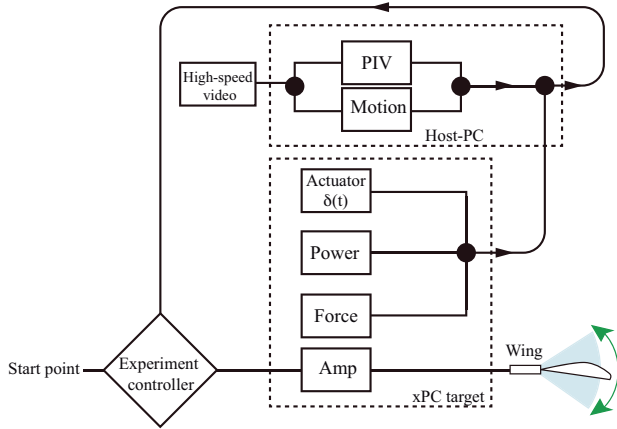 PIV
High-speed
video
Motion
Host-PC
Actuator
δ(t)
Power
Force
Start point
Experiment
controller
Amp
Wing
xPC target